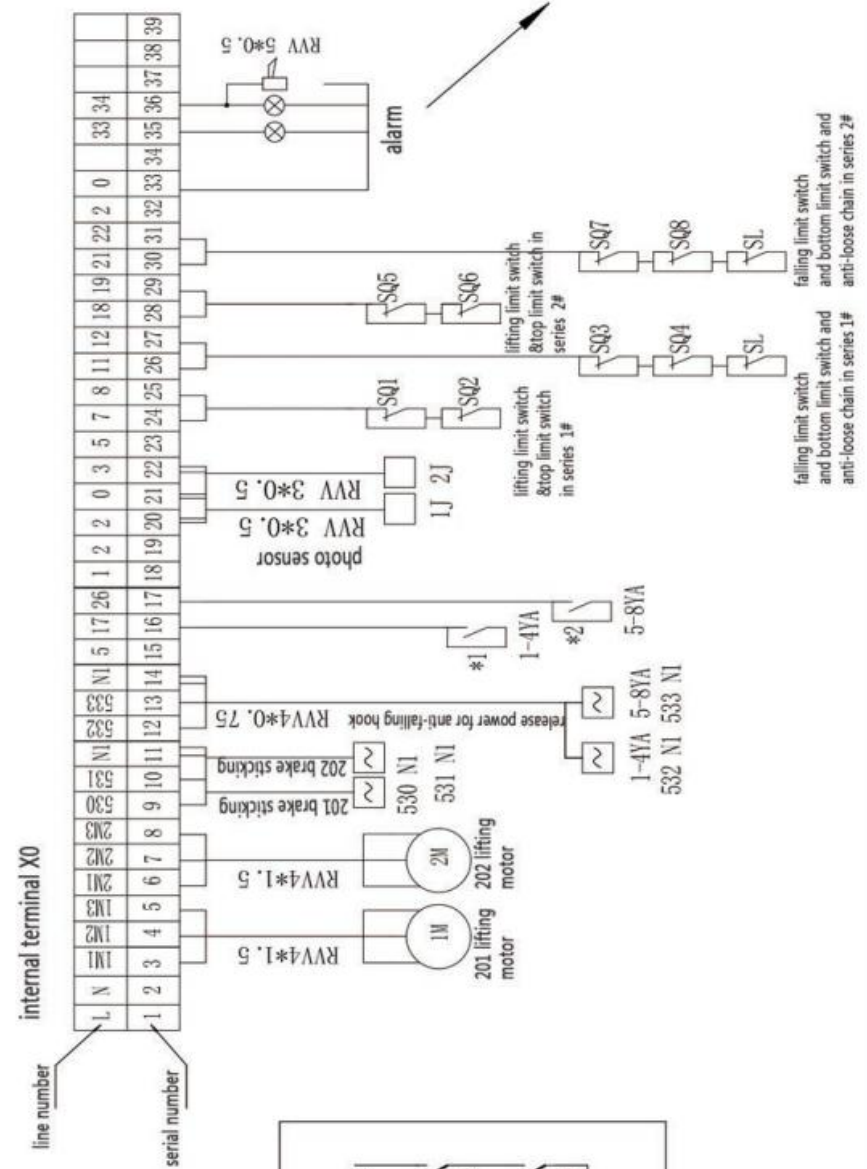 internal terminal X0
line number
L N 1M1 1M2 1M3 2M1 2M2 2M3 530 531 N1 532 533 N1 5 17 26 1 2 2 0 3 5 7 8 11 12 18 19 21 22 2 0 33 34
serial number
1 2 3 4 5 6 7 8 9 10 11 12 13 14 15 16 17 18 19 20 21 22 23 24 25 26 27 28 29 30 31 32 33 34 35 36 37 38 39
RVV4*1.5
1M
201 lifting
motor
RVV4*1.5
2M
202 lifting
motor
201 brake sticking
202 brake sticking
~
~
530 N1
531 N1
RVV4*0.75
release power for anti-falling hook
~
~
1-4YA 5-8YA
532 N1 533 N1
*1
1-4YA
*2
5-8YA
photo sensor
RVV 3*0.5
RVV 3*0.5
1J 2J
SQ1
SQ2
lifting limit switch
&top limit switch
in series 1#
SQ5
SQ6
lifting limit switch
&top limit switch in
series 2#
SQ3
SQ4
SL
falling limit switch
and bottom limit switch and
anti-loose chain in series 1#
SQ7
SQ8
SL
falling limit switch
and bottom limit switch and
anti-loose chain in series 2#
RVV 5*0.5
alarm